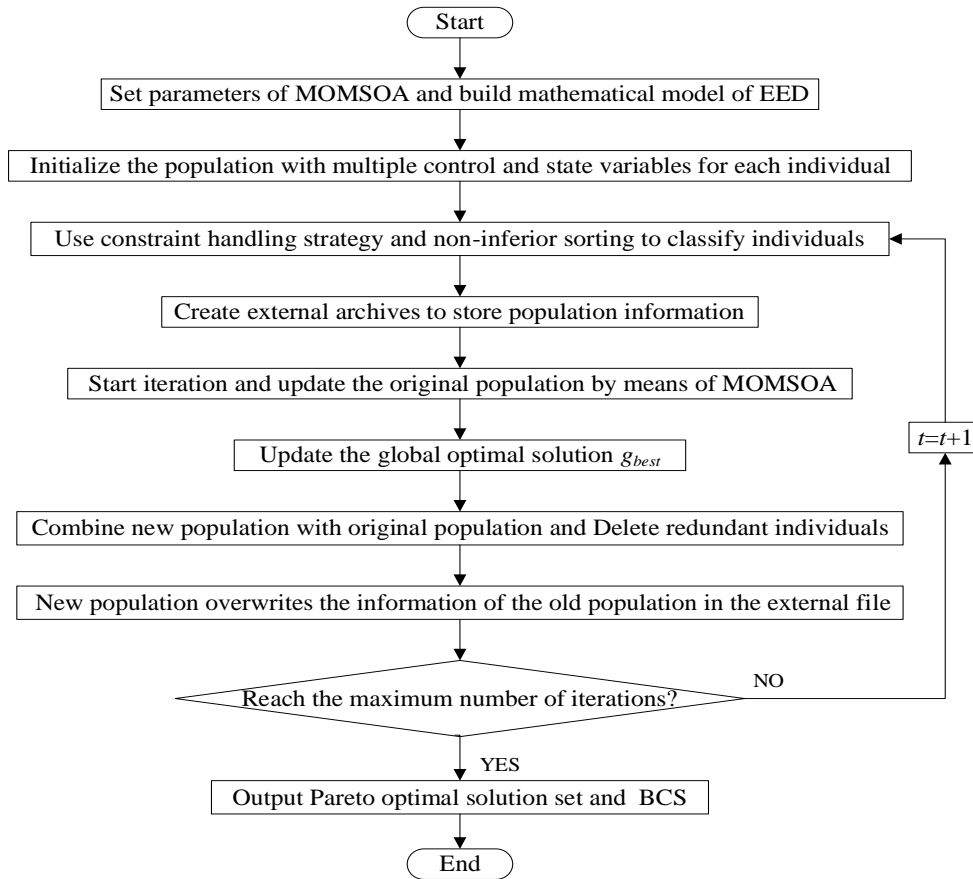 Start
Set parameters of MOMSOA and build mathematical model of EED
Initialize the population with multiple control and state variables for each individual
Use constraint handling strategy and non-inferior sorting to classify individuals
Create external archives to store population information
Start iteration and update the original population by means of MOMSOA
t=t+1
Update the global optimal solution gbest
Combine new population with original population and Delete redundant individuals
New population overwrites the information of the old population in the external file
Reach the maximum number of iterations?
NO
YES
Output Pareto optimal solution set and BCS
End